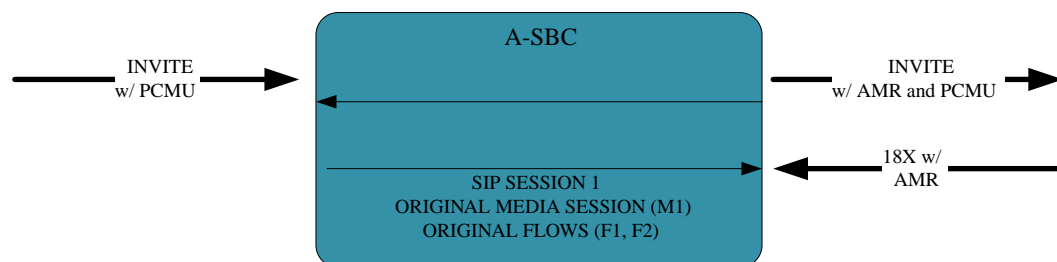 A-SBC
INVITE
w/ PCMU
INVITE
w/ AMR and PCMU
18X w/
AMR
SIP SESSION 1
ORIGINAL MEDIA SESSION (M1)
ORIGINAL FLOWS (F1, F2)